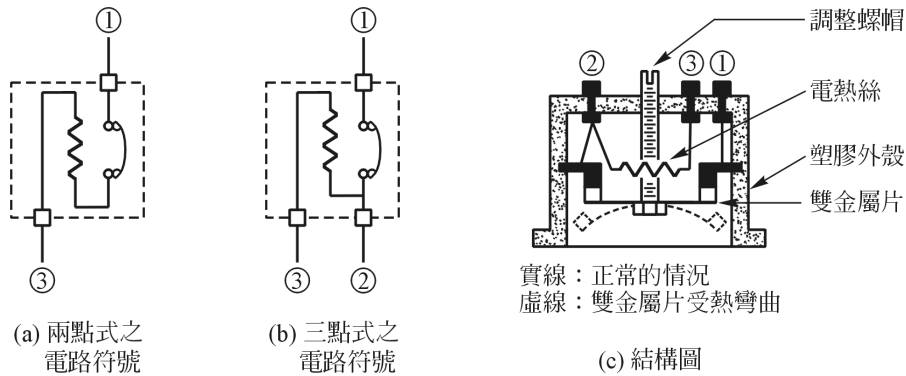 ①
③
(a) 兩點式之
電路符號
①
③
②
(b) 三點式之
電路符號
②
③
①
調整螺帽
電熱絲
塑膠外殼
雙金屬片
實線：正常的情況
虛線：雙金屬片受熱彎曲
(c) 結構圖